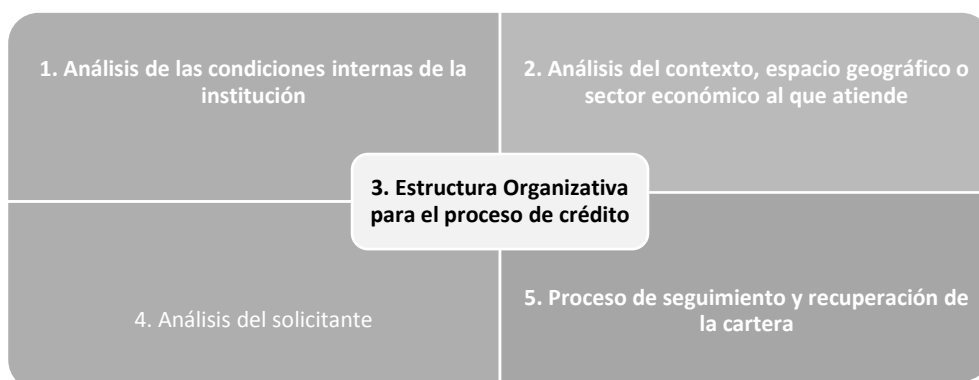 1. Análisis de las condiciones internas de la
institución
2. Análisis del contexto, espacio geográfico o
sector económico al que atiende
3. Estructura Organizativa
para el proceso de crédito
4. Análisis del solicitante
5. Proceso de seguimiento y recuperación de
la cartera